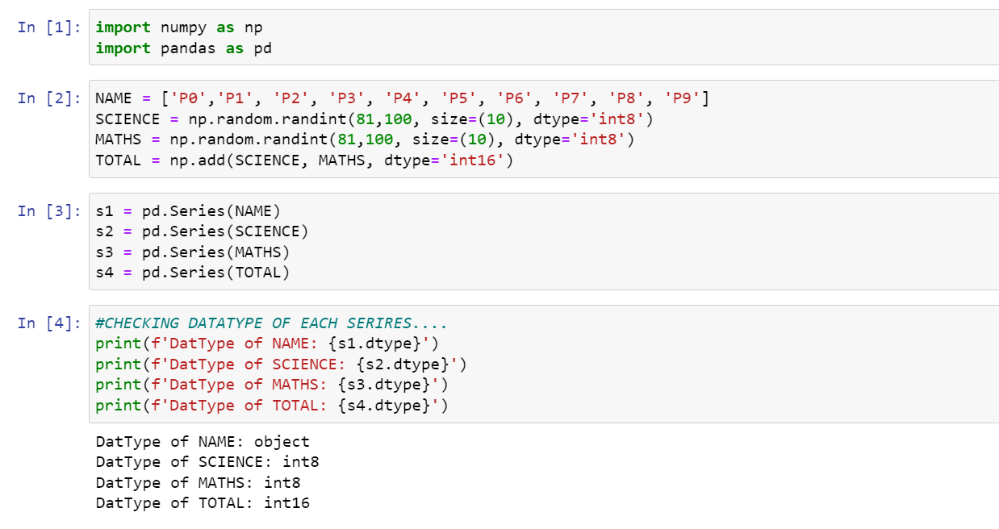 In [1]: import numpy as np
import pandas as pd
In [2]: NAME = ['P0','P1', 'P2', 'P3', 'P4', 'P5', 'P6', 'P7', 'P8', 'P9']
SCIENCE = np.random.randint(81,100, size=(10), dtype='int8')
MATHS = np.random.randint(81,100, size=(10), dtype='int8')
TOTAL = np.add(SCIENCE, MATHS, dtype='int16')
In [3]: s1 = pd.Series(NAME)
s2 = pd.Series(SCIENCE)
s3 = pd.Series(MATHS)
s4 = pd.Series(TOTAL)
In [4]: #CHECKING DATATYPE OF EACH SERIRES....
print(f'DatType of NAME: {s1.dtype}')
print(f'DatType of SCIENCE: {s2.dtype}')
print(f'DatType of MATHS: {s3.dtype}')
print(f'DatType of TOTAL: {s4.dtype}')
DatType of NAME: object
DatType of SCIENCE: int8
DatType of MATHS: int8
DatType of TOTAL: int16